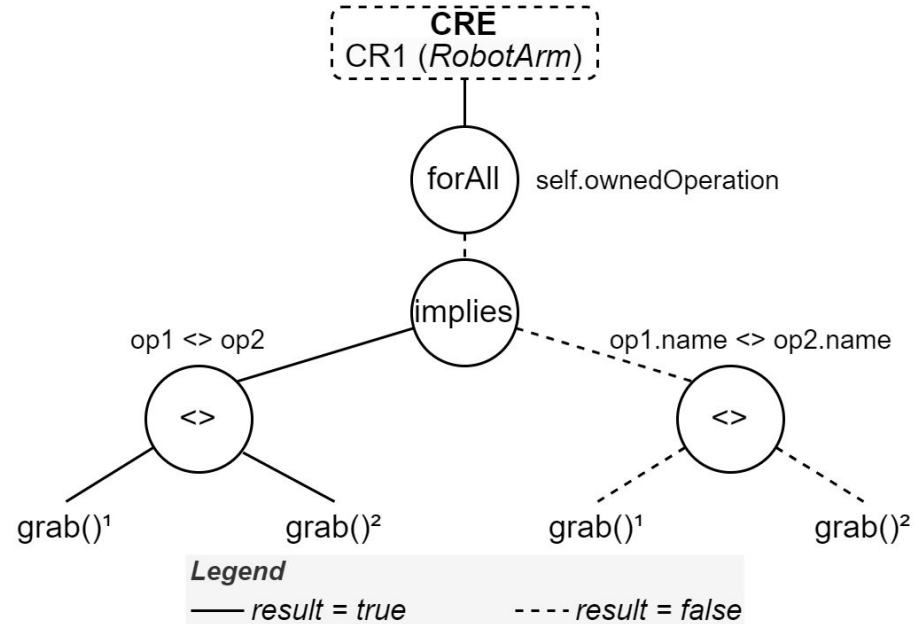 CRE
CR1 (RobotArm)
forAll
self.ownedOperation
implies
op1 <> op2
op1.name <> op2.name
<>
<>
grab()¹
grab()²
grab()¹
grab()²
Legend
result = true
result = false